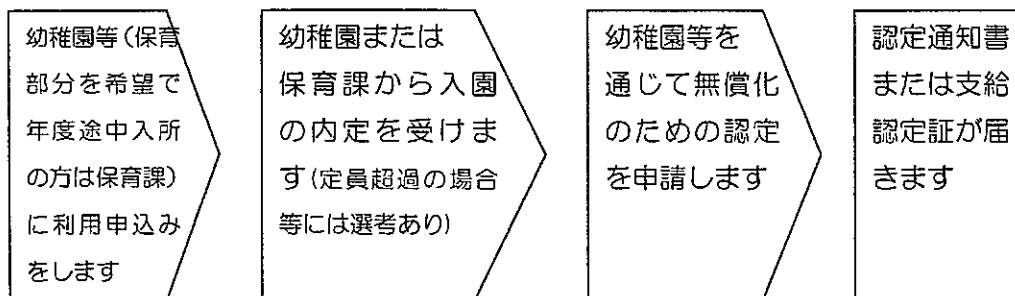 幼稚園等（保育
部分を希望で
年度途中入所
の方は保育課）
に利用申込み
をします
幼稚園または
保育課から入園
の内定を受けま
す（定員超過の場合
等には選考あり）
幼稚園等を
通じて無償化
のための認定
を申請します
認定通知書
または支給
認定証が届
きます